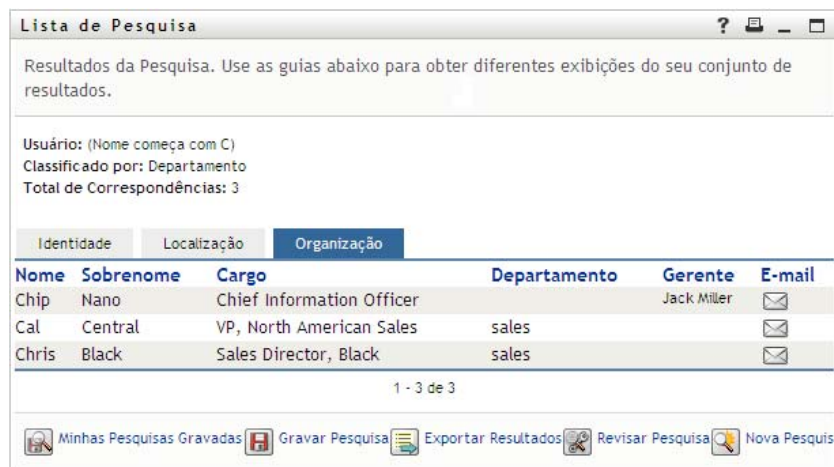 Lista de Pesquisa ?
Resultados da Pesquisa. Use as guias abaixo para obter diferentes exibições do seu conjunto de
resultados.
Usuário: (Nome começa com C)
Classificado por: Departamento
Total de Correspondências: 3
Identidade Localização Organização
Nome Sobrenome Cargo Departamento Gerente E-mail
Chip Nano Chief Information Officer Jack Miller
Cal Central VP, North American Sales sales
Chris Black Sales Director, Black sales
1 - 3 de 3
Minhas Pesquisas Gravadas Gravar Pesquisa Exportar Resultados Revisar Pesquisa Nova Pesquis